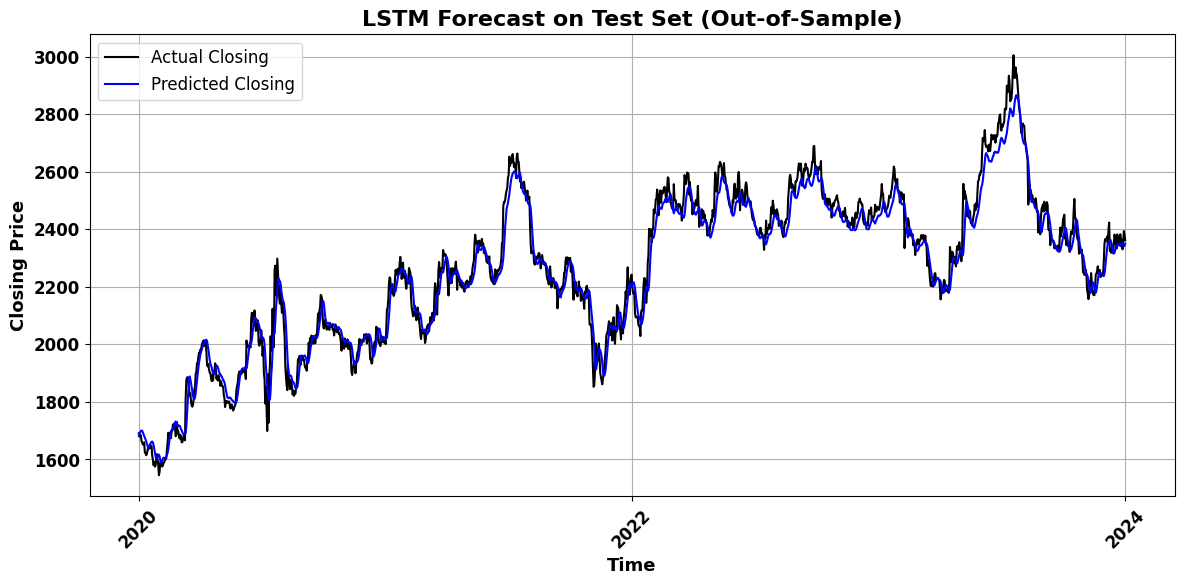 LSTM Forecast on Test Set (Out-of-Sample)
Actual Closing
Predicted Closing
Closing Price
3000
2800
2600
2400
2200
2000
1800
1600
2020
2022
2024
Time